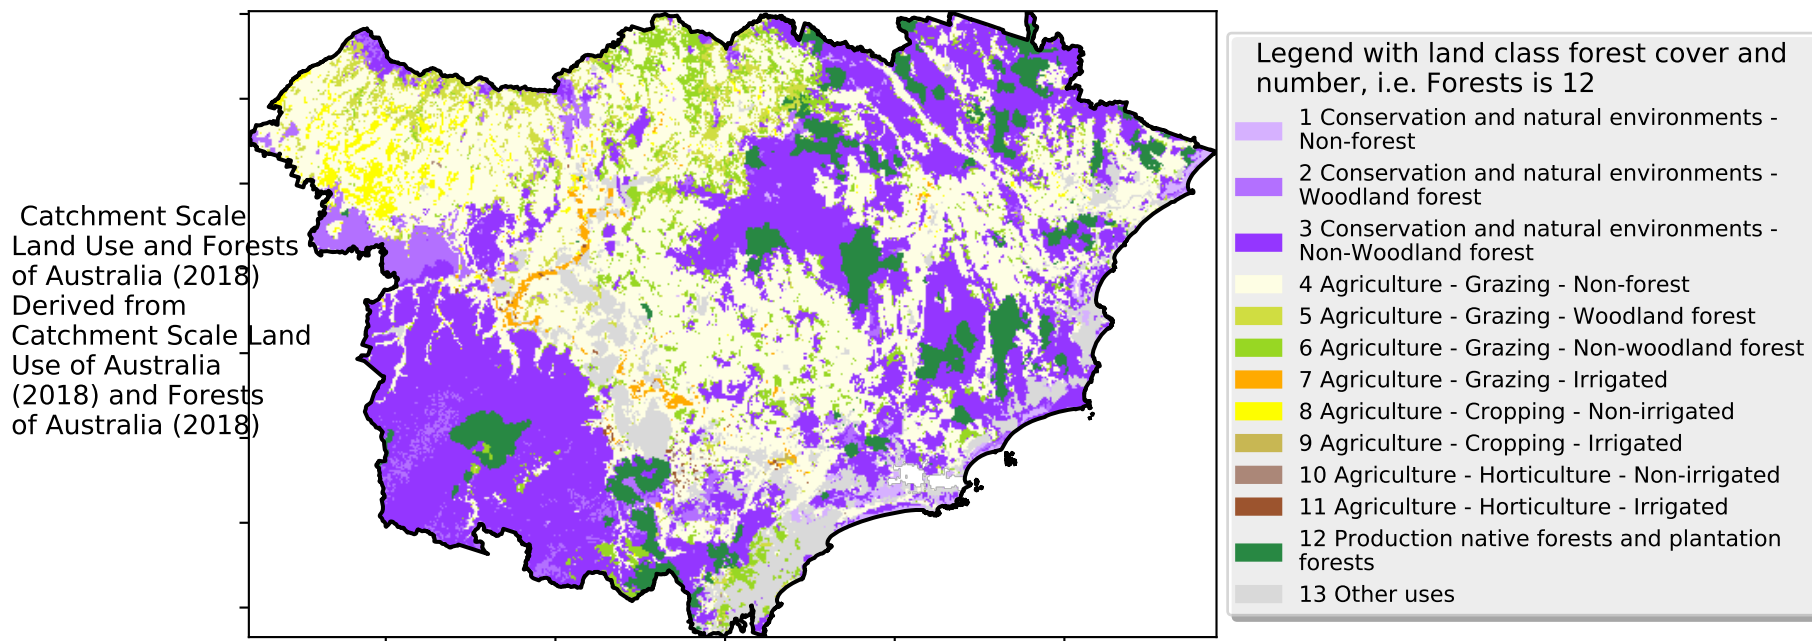 Catchment Scale
Land Use and Forests
of Australia (2018)
Derived from
Catchment Scale Land
Use of Australia
(2018) and Forests
of Australia (2018)
Legend with land class forest cover and
number, i.e. Forests is 12
1 Conservation and natural environments -
Non-forest
2 Conservation and natural environments -
Woodland forest
3 Conservation and natural environments -
Non-Woodland forest
4 Agriculture - Grazing - Non-forest
5 Agriculture - Grazing - Woodland forest
6 Agriculture - Grazing - Non-woodland forest
7 Agriculture - Grazing - Irrigated
8 Agriculture - Cropping - Non-irrigated
9 Agriculture - Cropping - Irrigated
10 Agriculture - Horticulture - Non-irrigated
11 Agriculture - Horticulture - Irrigated
12 Production native forests and plantation
forests
13 Other uses